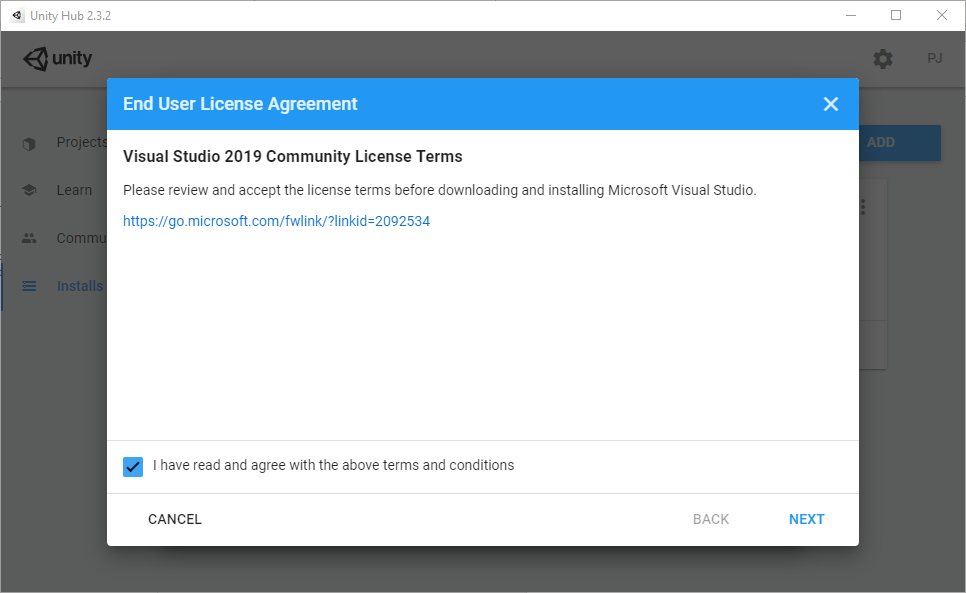 Unity Hub 2.3.2
unity
PJ
End User License Agreement
Projects
ADD
Visual Studio 2019 Community License Terms
Learn
Please review and accept the license terms before downloading and installing Microsoft Visual Studio.
https://go.microsoft.com/fwlink/?linkid=2092534
Commu
Installs
I have read and agree with the above terms and conditions
CANCEL
BACK
NEXT